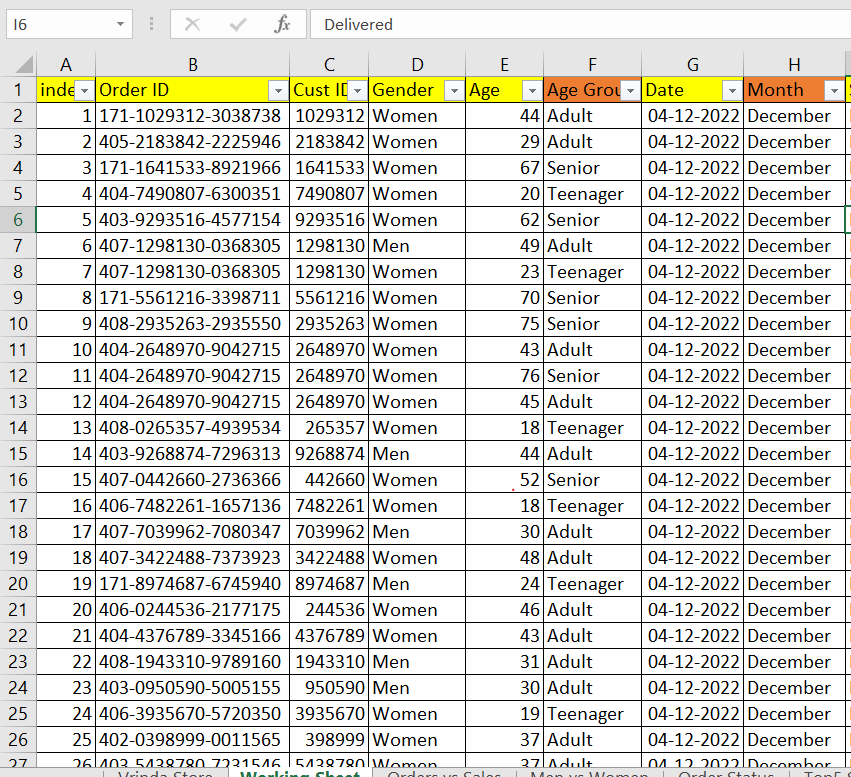 I6 fx Delivered
A B C D E F G H
1 inde Order ID Cust ID Gender Age Age Grou Date Month
2 1 171-1029312-3038738 1029312 Women 44 Adult 04-12-2022 December
3 2 405-2183842-2225946 2183842 Women 29 Adult 04-12-2022 December
4 3 171-1641533-8921966 1641533 Women 67 Senior 04-12-2022 December
5 4 404-7490807-6300351 7490807 Women 20 Teenager 04-12-2022 December
6 5 403-9293516-4577154 9293516 Women 62 Senior 04-12-2022 December
7 6 407-1298130-0368305 1298130 Men 49 Adult 04-12-2022 December
8 7 407-1298130-0368305 1298130 Women 23 Teenager 04-12-2022 December
9 8 171-5561216-3398711 5561216 Women 70 Senior 04-12-2022 December
10 9 408-2935263-2935550 2935263 Women 75 Senior 04-12-2022 December
11 10 404-2648970-9042715 2648970 Women 43 Adult 04-12-2022 December
12 11 404-2648970-9042715 2648970 Women 76 Senior 04-12-2022 December
13 12 404-2648970-9042715 2648970 Women 45 Adult 04-12-2022 December
14 13 408-0265357-4939534 265357 Women 18 Teenager 04-12-2022 December
15 14 403-9268874-7296313 9268874 Men 44 Adult 04-12-2022 December
16 15 407-0442660-2736366 442660 Women 52 Senior 04-12-2022 December
17 16 406-7482261-1657136 7482261 Women 18 Teenager 04-12-2022 December
18 17 407-7039962-7080347 7039962 Men 30 Adult 04-12-2022 December
19 18 407-3422488-7373923 3422488 Women 48 Adult 04-12-2022 December
20 19 171-8974687-6745940 8974687 Men 24 Teenager 04-12-2022 December
21 20 406-0244536-2177175 244536 Women 46 Adult 04-12-2022 December
22 21 404-4376789-3345166 4376789 Women 43 Adult 04-12-2022 December
23 22 408-1943310-9789160 1943310 Men 31 Adult 04-12-2022 December
24 23 403-0950590-5005155 950590 Men 30 Adult 04-12-2022 December
25 24 406-3935670-5720350 3935670 Women 19 Teenager 04-12-2022 December
26 25 402-0398999-0011565 398999 Women 37 Adult 04-12-2022 December
27 26 403-5438780-7231546 5438780 Women 37 Adult 04-12-2022 December
Vrinda Store Working Sheet Orders vs Sales Men vs Women Order Status Top5